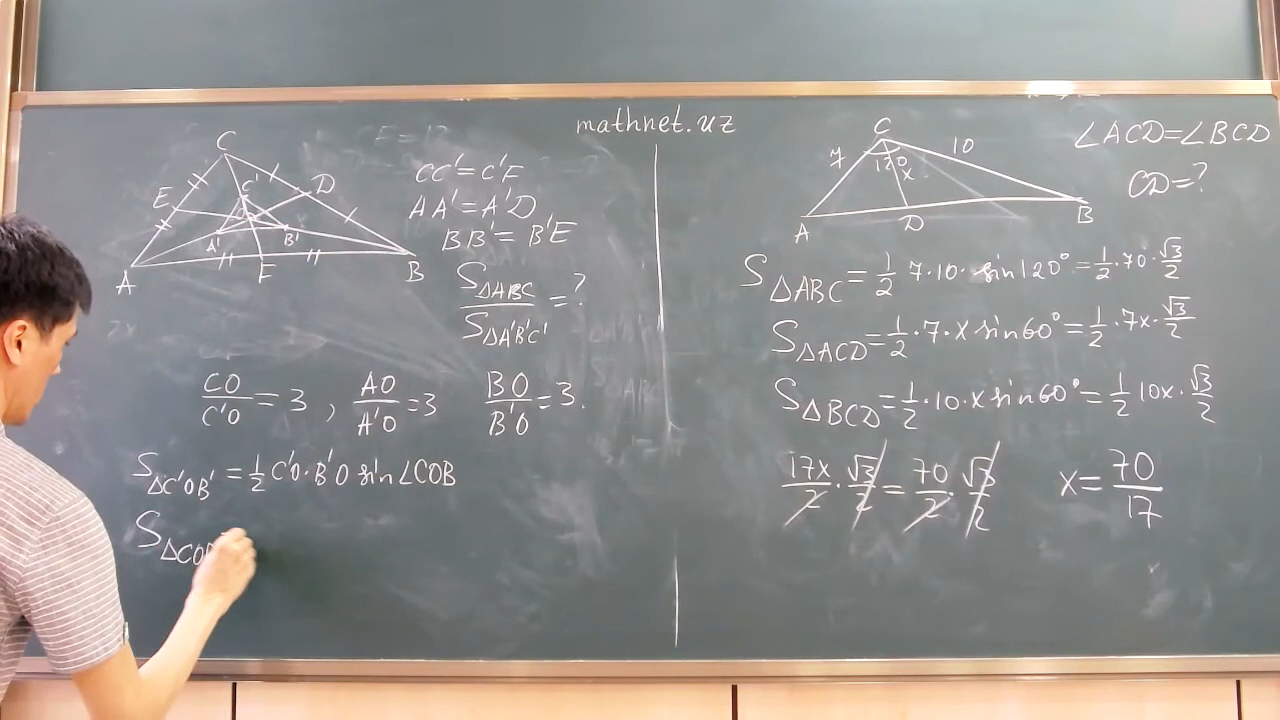 mathnet.uz
C
E
D
C'
O
A'
B'
A
F
B
CC' = C'F
AA' = A'D
BB' = B'E
S△ABC / S△A'B'C' = ?
CO/C'O = 3, AO/A'O = 3 BO/B'O = 3.
S△C'OB' = 1/2 C'O · B'O sin∠COB
S△CO
C
7
10
120°
x
A
D
B
∠ACD=∠BCD
CD=?
S△ABC = 1/2 7·10· sin120° = 1/2 · 70 · √3/2
S△ACD = 1/2 · 7 · x sin60° = 1/2 · 7x · √3/2
S△BCD = 1/2 · 10 · x sin60° = 1/2 10x · √3/2
17x/2 · √3/2 = 70/2 · √3/2 x = 70/17